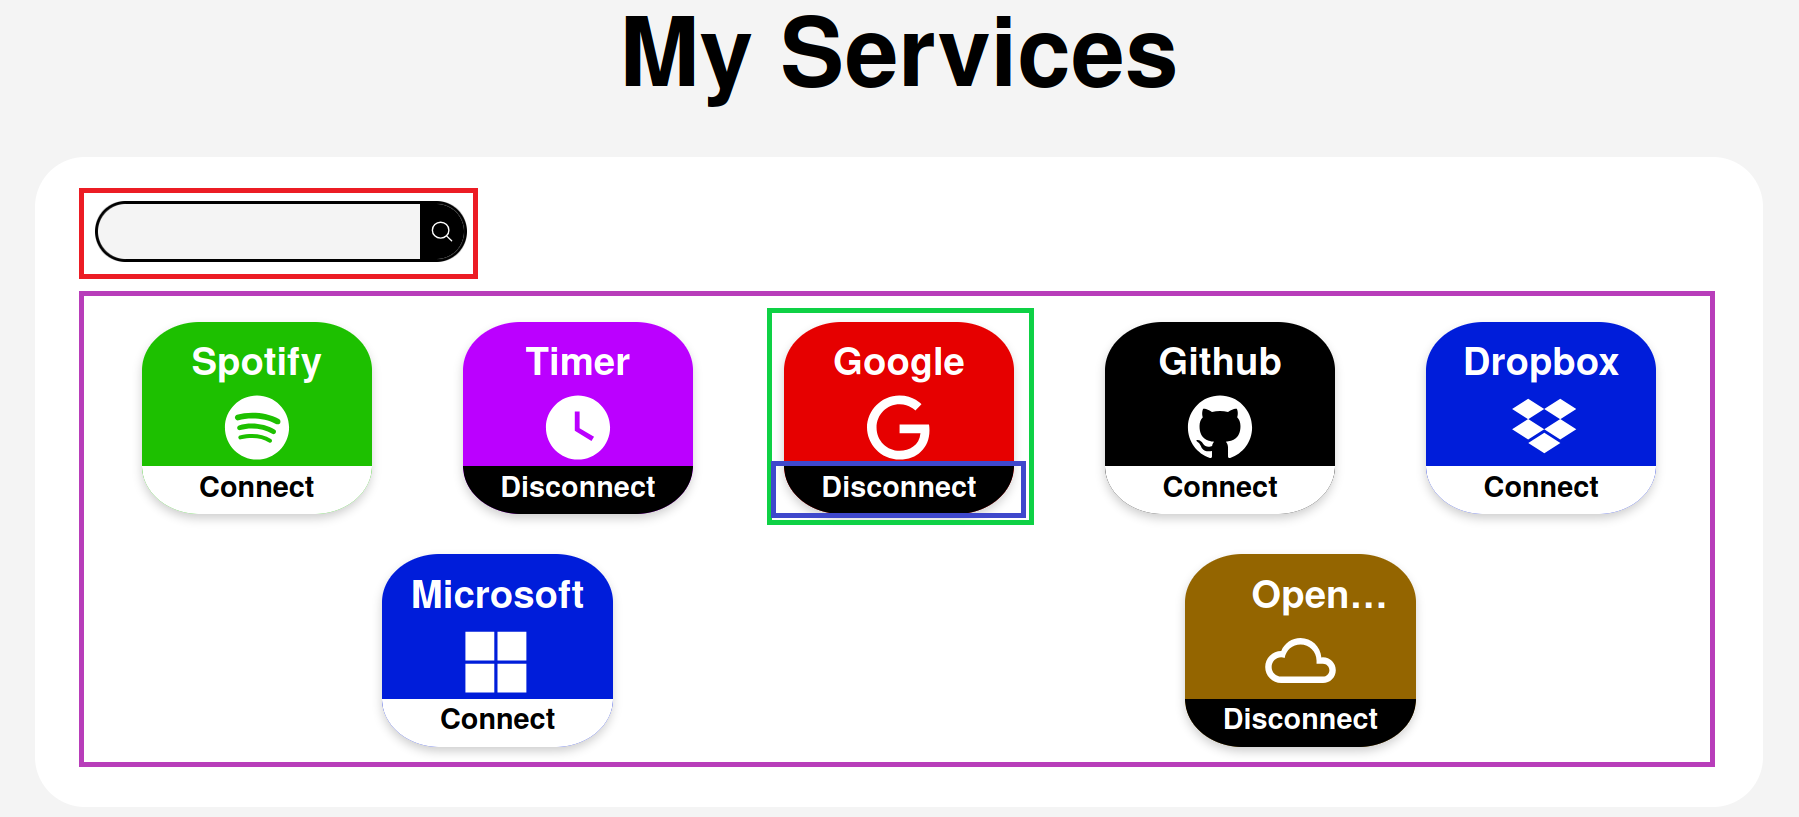 My Services
Spotify
Timer
Google
Github
Dropbox
Connect
Disconnect
Disconnect
Connect
Connect
Microsoft
Open...
Connect
Disconnect